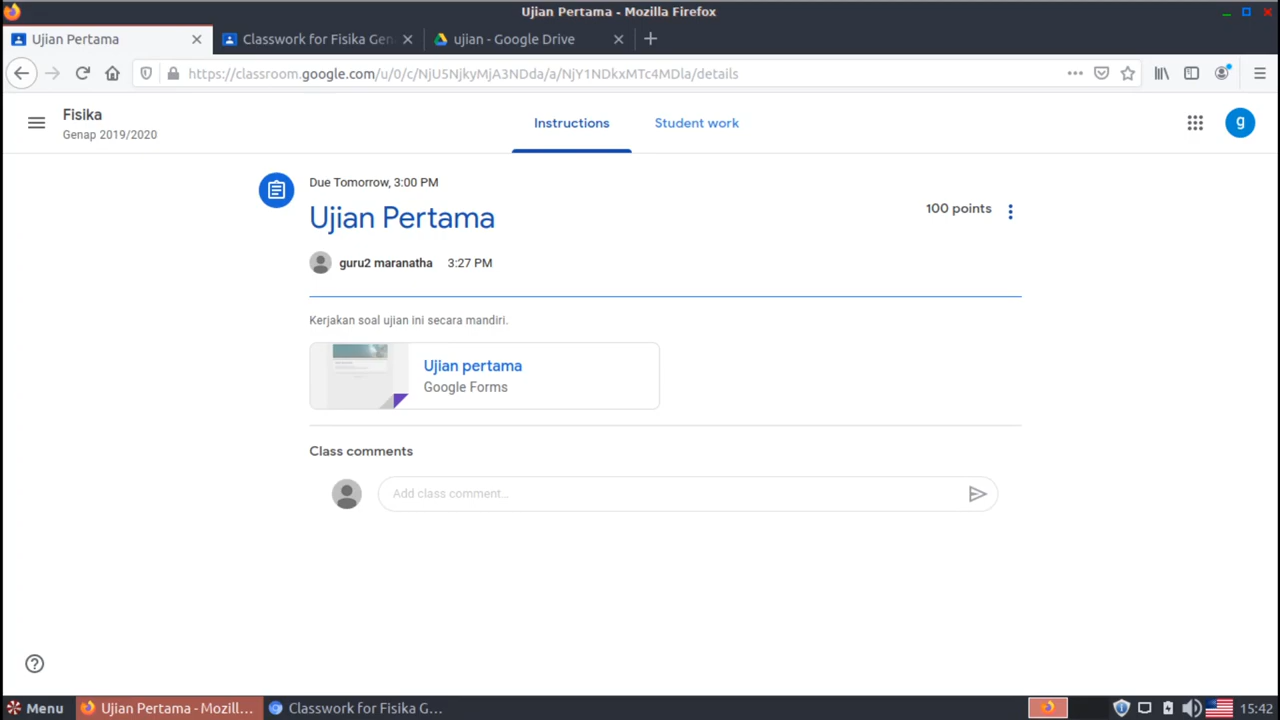 Ujian Pertama - Mozilla Firefox
Ujian Pertama
Classwork for Fisika Gen
ujian - Google Drive
https://classroom.google.com/u/0/c/NjU5NjkyMjA3NDda/a/NjY1NDkxMTc4MDla/details
Fisika
Genap 2019/2020
Instructions
Student work
g
Due Tomorrow, 3:00 PM
Ujian Pertama
100 points
guru2 maranatha 3:27 PM
Kerjakan soal ujian ini secara mandiri.
Ujian pertama
Google Forms
Class comments
Add class comment...
Menu
Ujian Pertama - Mozill...
Classwork for Fisika G...
15:42